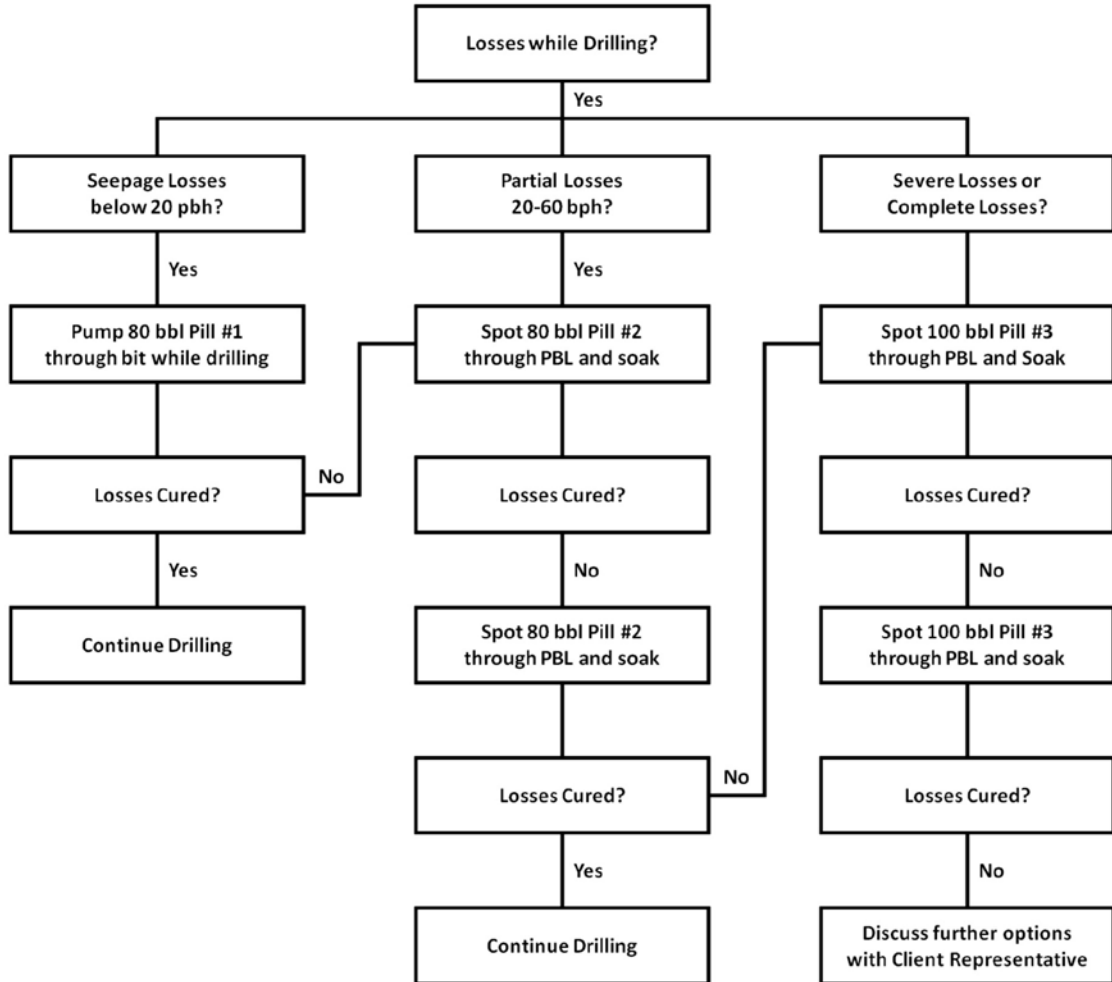 Losses while Drilling?
Yes
Seepage Losses
below 20 pbh?
Partial Losses
20-60 bph?
Severe Losses or
Complete Losses?
Yes
Yes
Pump 80 bbl Pill #1
through bit while drilling
Spot 80 bbl Pill #2
through PBL and soak
Spot 100 bbl Pill #3
through PBL and Soak
Losses Cured?
No
Losses Cured?
Losses Cured?
Yes
No
No
Continue Drilling
Spot 80 bbl Pill #2
through PBL and soak
Spot 100 bbl Pill #3
through PBL and soak
Losses Cured?
No
Losses Cured?
Yes
No
Continue Drilling
Discuss further options
with Client Representative